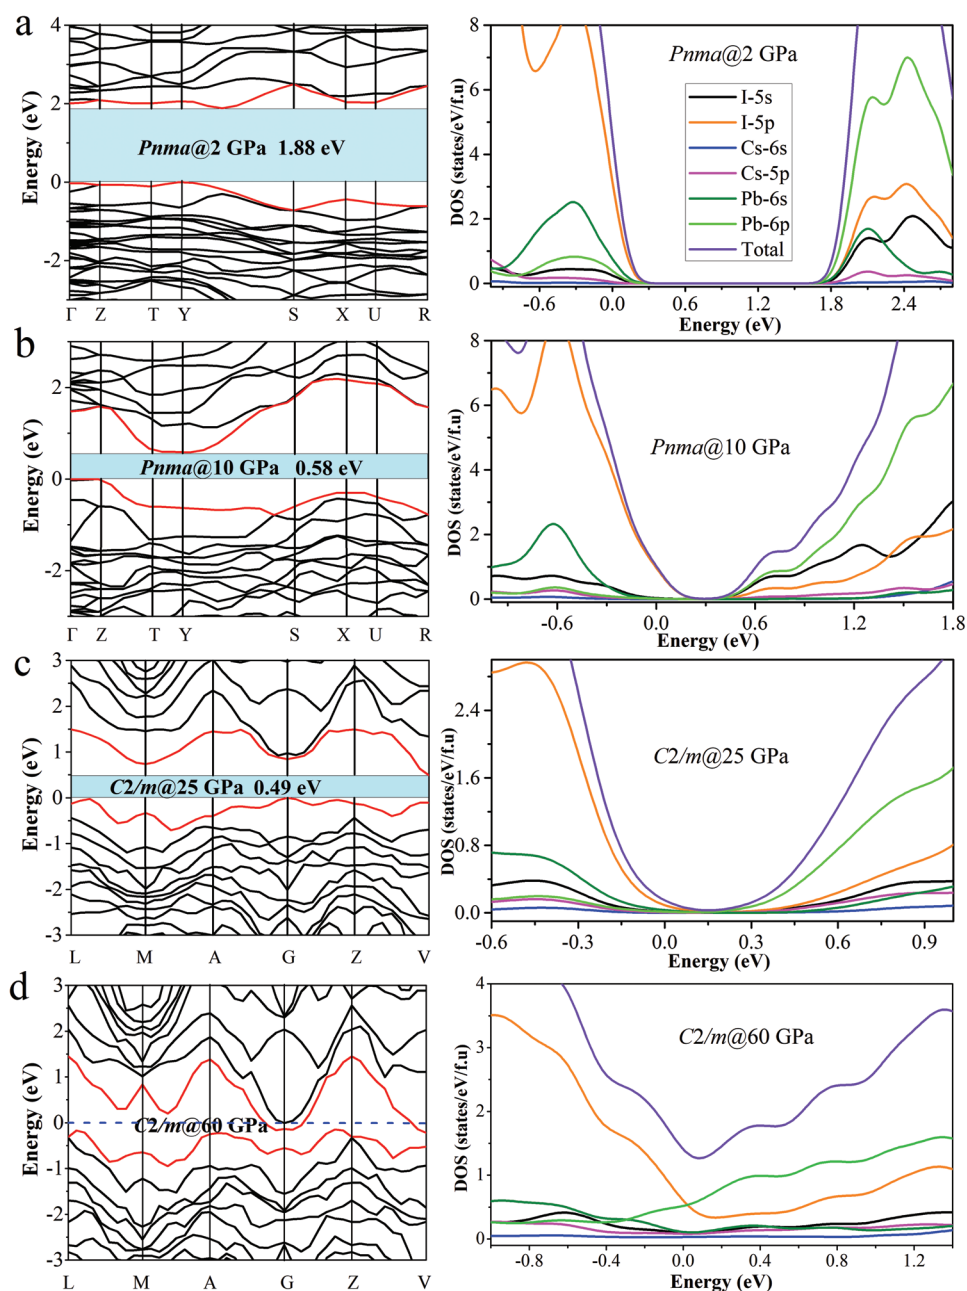 a
4
2
0
-2
Energy (eV)
Pnma@2 GPa 1.88 eV
Γ Z T Y S X U R
8
6
4
2
0
DOS (states/eV/f.u)
Pnma@2 GPa
I-5s
I-5p
Cs-6s
Cs-5p
Pb-6s
Pb-6p
Total
-0.6 0.0 0.6 1.2 1.8 2.4
Energy (eV)
b
2
0
-2
Energy (eV)
Pnma@10 GPa 0.58 eV
Γ Z T Y S X U R
8
6
4
2
0
DOS (states/eV/f.u)
Pnma@10 GPa
-0.6 0.0 0.6 1.2 1.8
Energy (eV)
c
3
2
1
0
-1
-2
-3
Energy (eV)
C2/m@25 GPa 0.49 eV
L M A G Z V
2.4
1.6
0.8
0.0
DOS (states/eV/f.u)
C2/m@25 GPa
-0.6 -0.3 0.0 0.3 0.6 0.9
Energy (eV)
d
3
2
1
0
-1
-2
-3
Energy (eV)
C2/m@60 GPa
L M A G Z V
4
3
2
1
0
DOS (states/eV/f.u)
C2/m@60 GPa
-0.8 -0.4 0.0 0.4 0.8 1.2
Energy (eV)